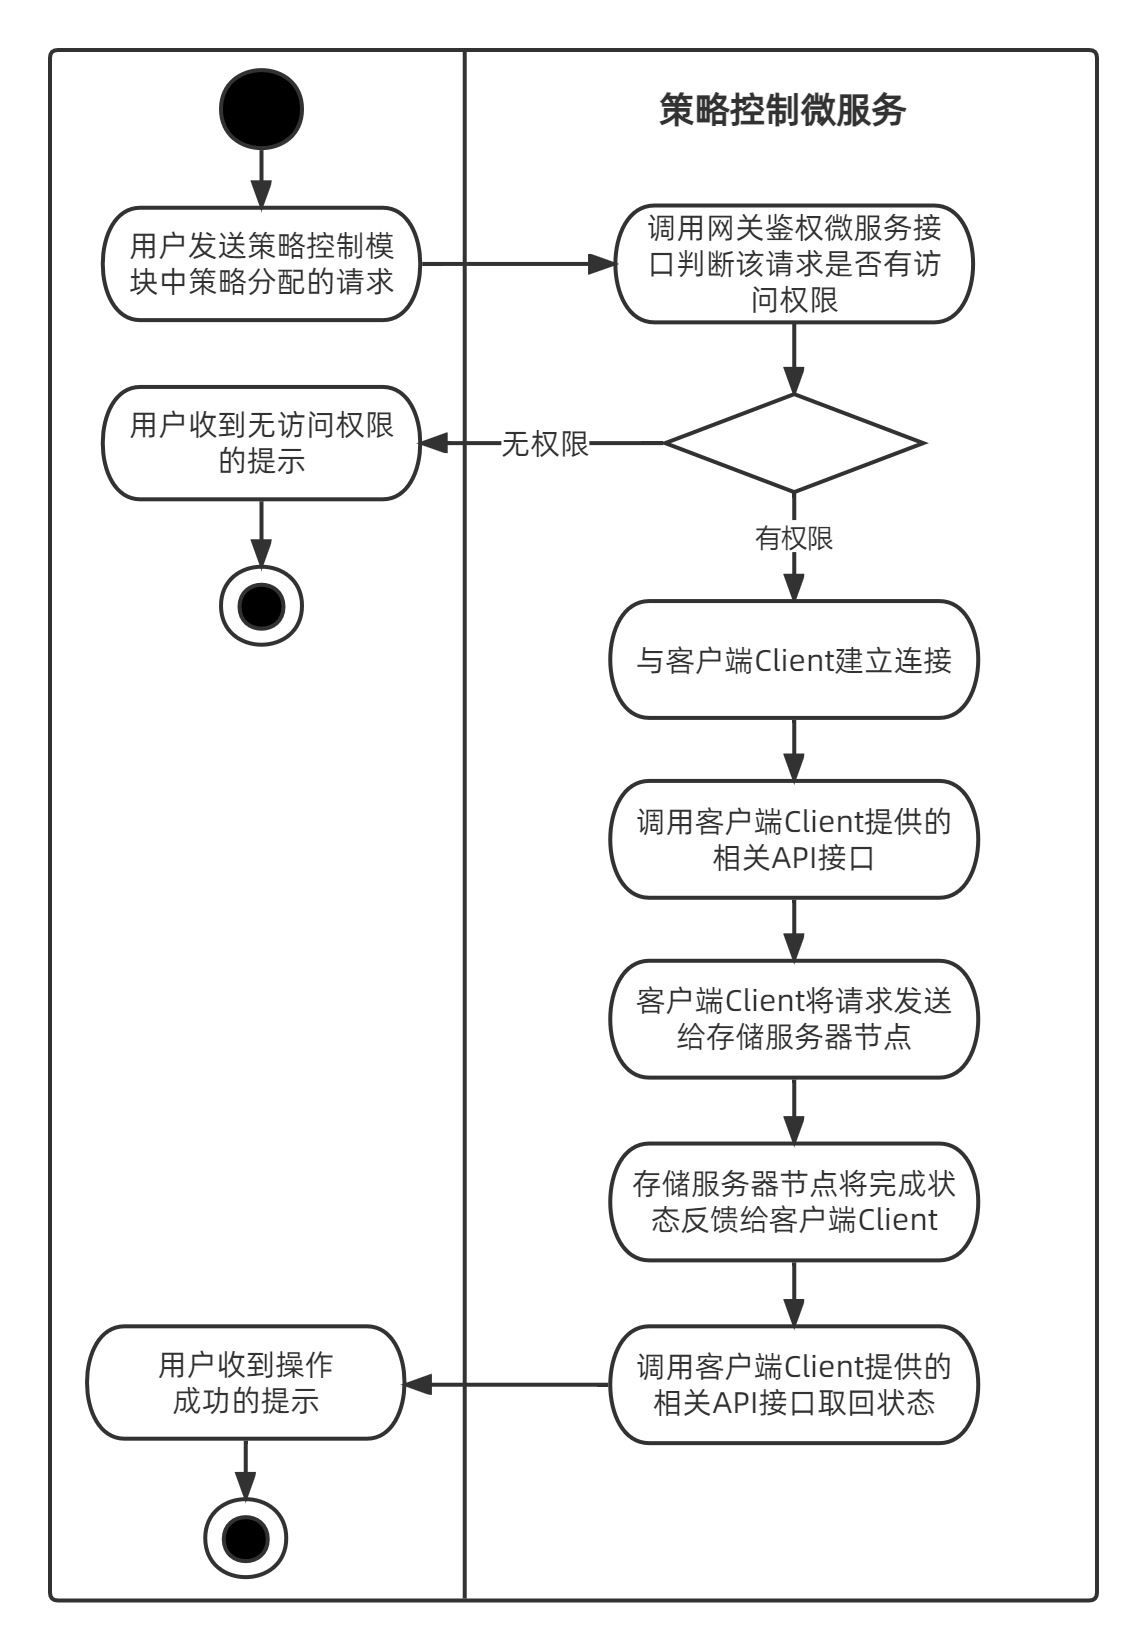 策略控制微服务
用户发送策略控制模
块中策略分配的请求
调用网关鉴权微服务接
口判断该请求是否有访
问权限
用户收到无访问权限
的提示
无权限
有权限
与客户端Client建立连接
调用客户端Client提供的
相关API接口
客户端Client将请求发送
给存储服务器节点
存储服务器节点将完成状
态反馈给客户端Client
用户收到操作
成功的提示
调用客户端Client提供的
相关API接口取回状态